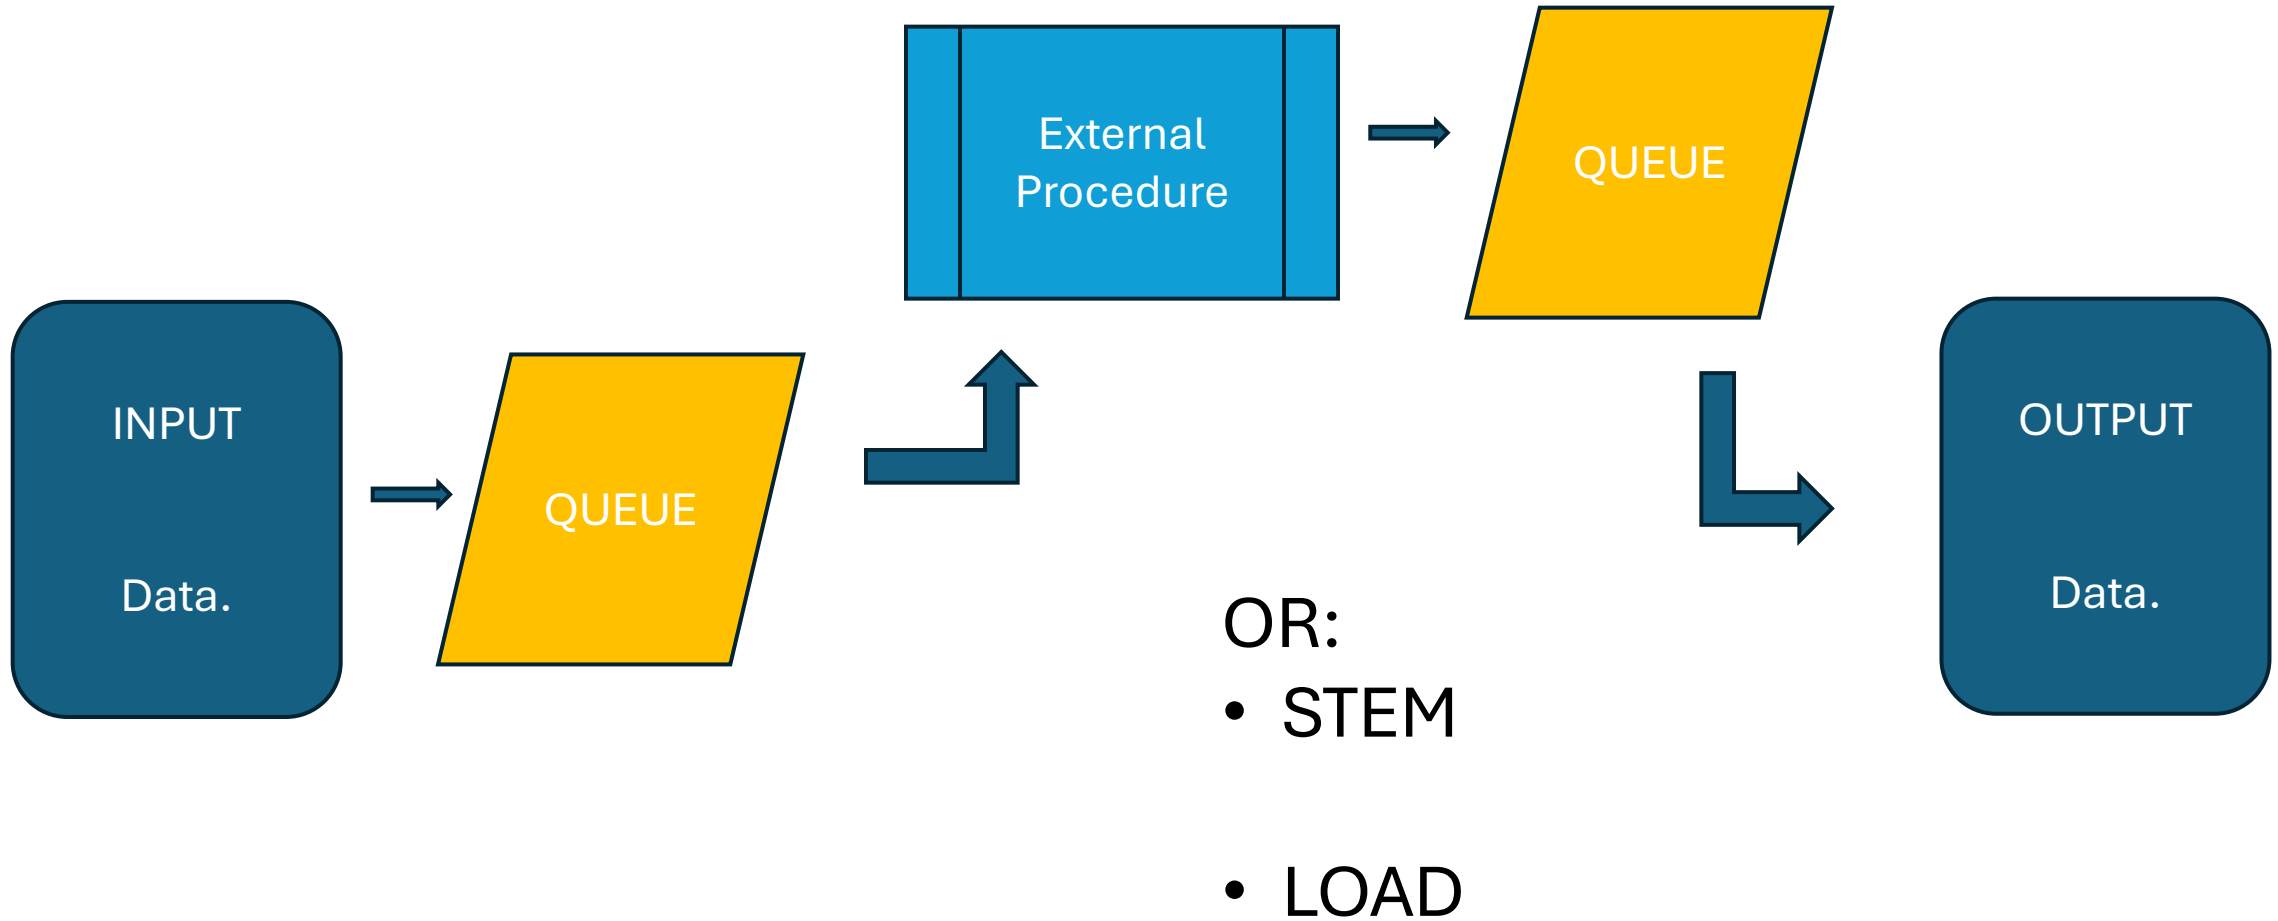 INPUT
Data.
QUEUE
External
Procedure
QUEUE
OUTPUT
Data.
OR:
• STEM
• LOAD